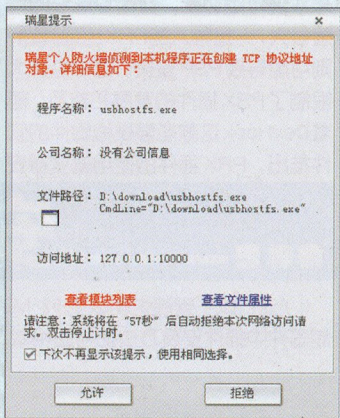 瑞星提示
瑞星个人防火墙侦测到本机程序正在创建 TCP 协议地址
对象。详细信息如下：
程序名称： usbhostfs.exe
公司名称： 没有公司信息
文件路径： D:\download\usbhostfs.exe
CmdLine="D:\download\usbhostfs.exe"
访问地址： 127.0.0.1:10000
查看模块列表 查看文件属性
请注意：系统将在 "57秒" 后自动拒绝本次网络访问请
求。双击停止计时。
下次不再显示该提示，使用相同选择。
允许 拒绝